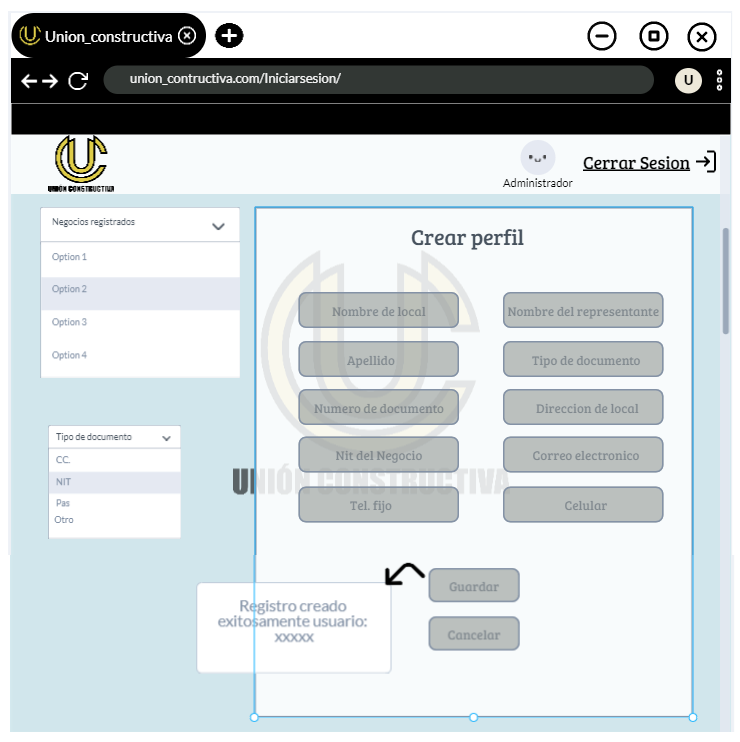 Union_constructiva
union_contructiva.com/Iniciarsesion/
U
UNIÓN CONSTRUCTIVA
Administrador
Cerrar Sesion
Negocios registrados
Option 1
Option 2
Option 3
Option 4
Tipo de documento
CC.
NIT
Pas
Otro
Crear perfil
Nombre de local
Nombre del representante
Apellido
Tipo de documento
Numero de documento
Direccion de local
Nit del Negocio
Correo electronico
UNIÓN CONSTRUCTIVA
Tel. fijo
Celular
Guardar
Cancelar
Registro creado
exitosamente usuario:
xxxxx